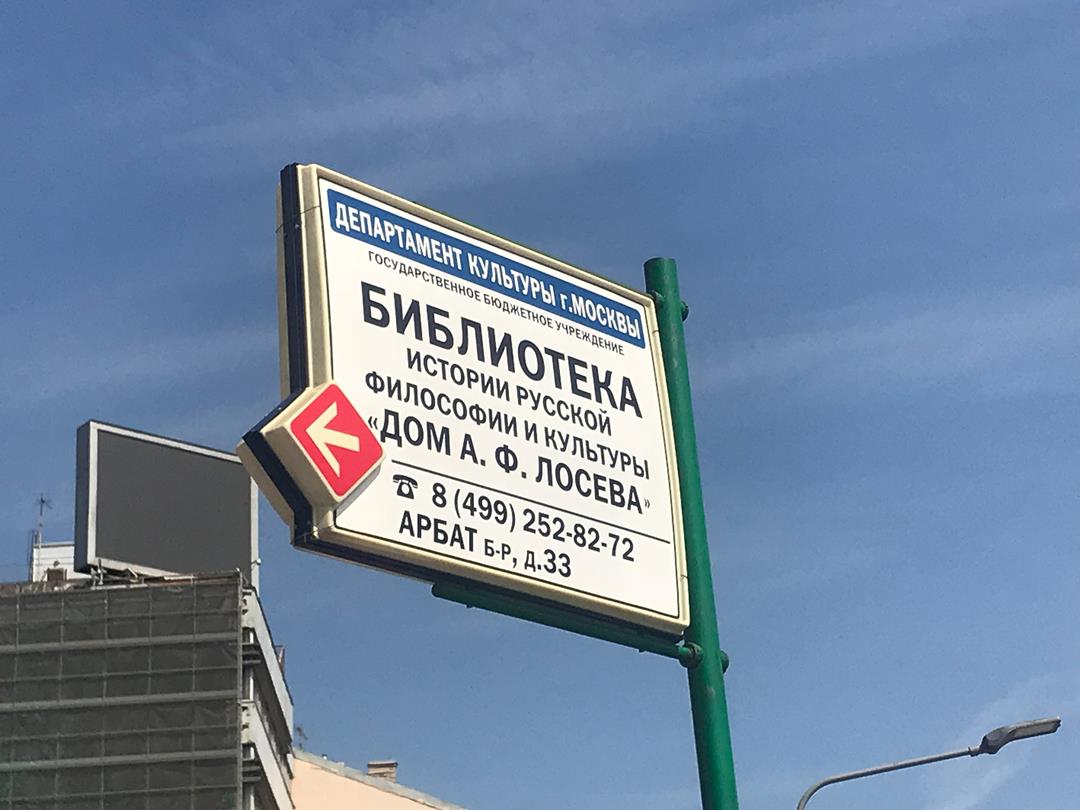 ДЕПАРТАМЕНТ КУЛЬТУРЫ г.МОСКВЫ
ГОСУДАРСТВЕННОЕ БЮДЖЕТНОЕ УЧРЕЖДЕНИЕ
БИБЛИОТЕКА
ИСТОРИИ РУССКОЙ
ФИЛОСОФИИ И КУЛЬТУРЫ
«ДОМ А. Ф. ЛОСЕВА»
☎ 8 (499) 252-82-72
АРБАТ Б-Р, Д.33